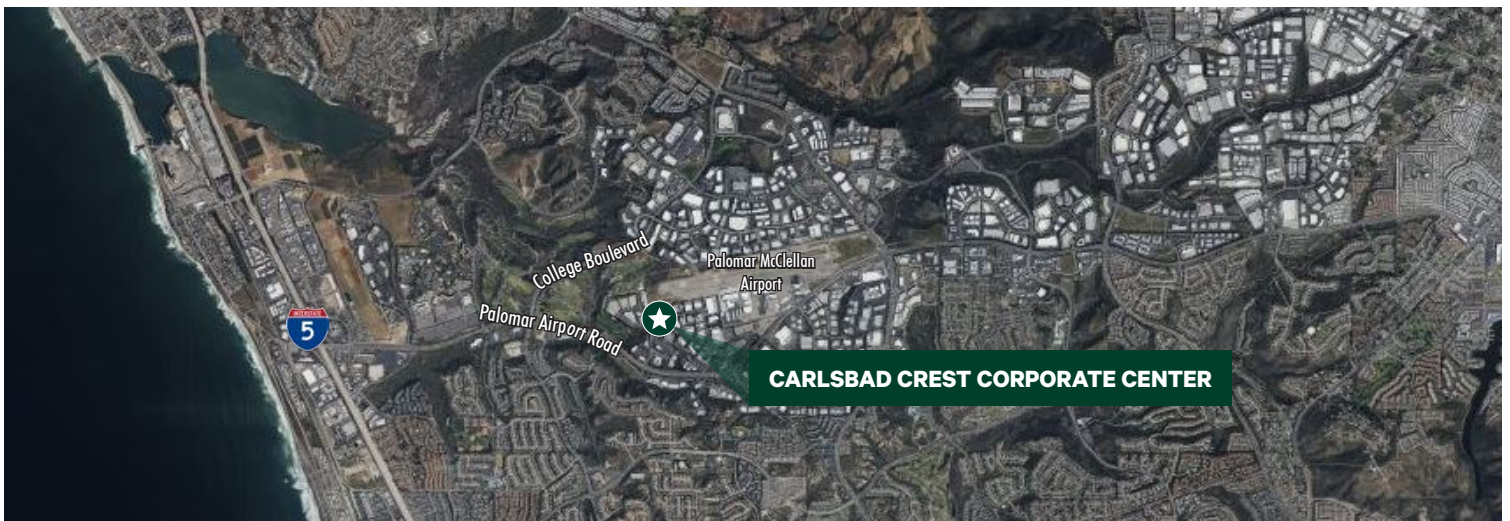 College Boulevard
Palomar McClellan
Airport
Palomar Airport Road
INTERSTATE
5
CARLSBAD CREST CORPORATE CENTER